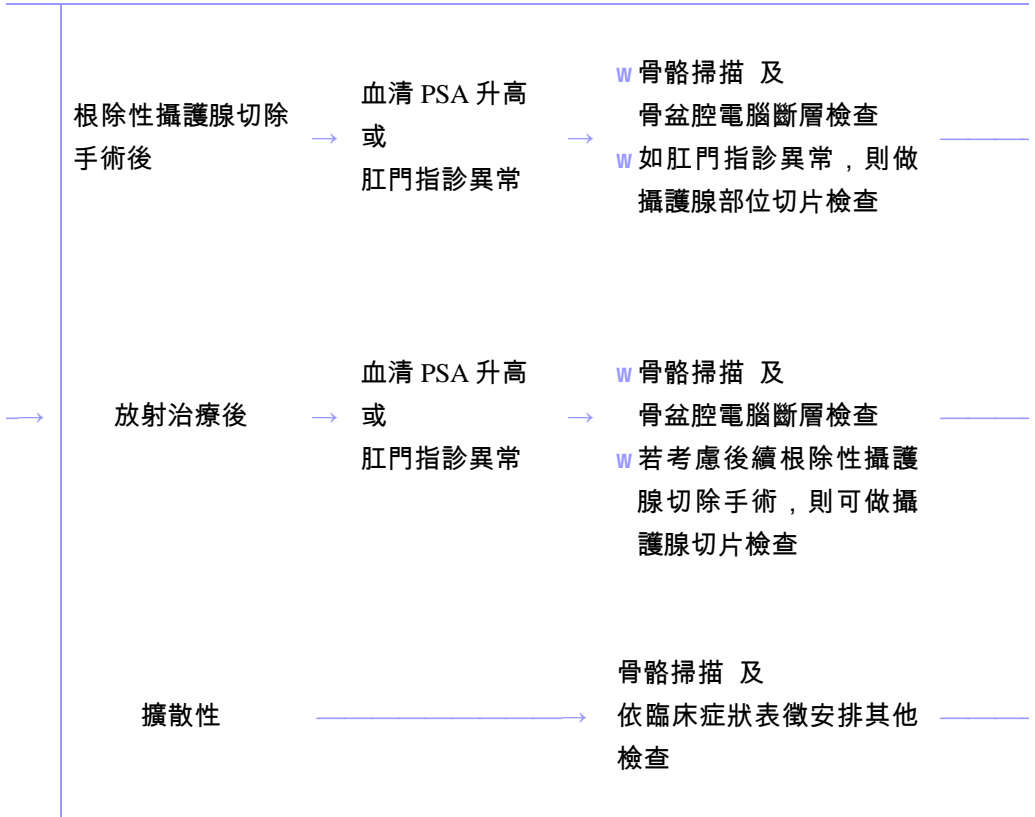 根除性攝護腺切除
手術後
→
血清 PSA 升高
或
肛門指診異常
→
w 骨骼掃描 及
骨盆腔電腦斷層檢查
w 如肛門指診異常，則做
攝護腺部位切片檢查
→
放射治療後
→
血清 PSA 升高
或
肛門指診異常
→
w 骨骼掃描 及
骨盆腔電腦斷層檢查
w 若考慮後續根除性攝護
腺切除手術，則可做攝
護腺切片檢查
擴散性
→
骨骼掃描 及
依臨床症狀表徵安排其他
檢查